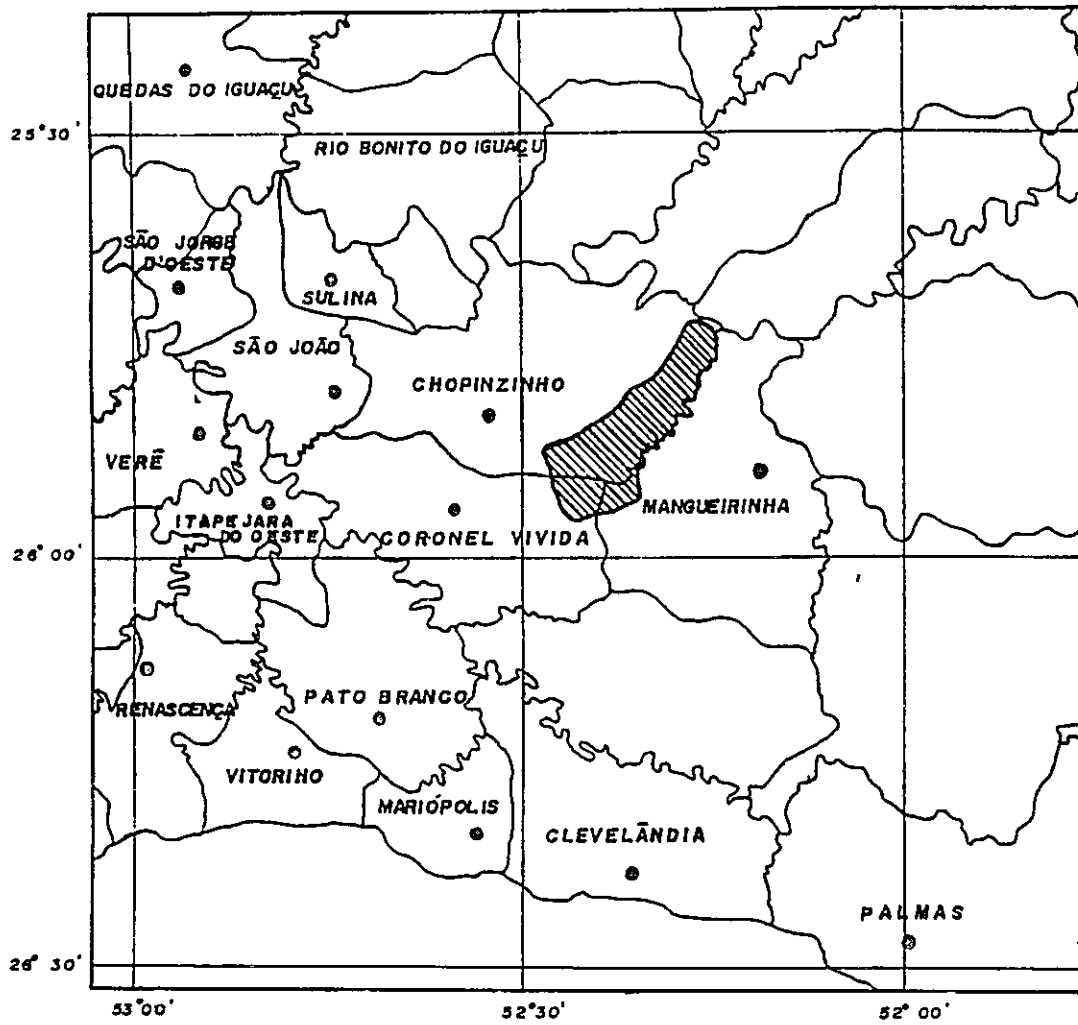 QUEDAS DO IGUAÇU
25°30'
RIO BONITO DO IGUAÇU
SÃO JORGE
D'OESTE
SULINA
SÃO JOÃO
CHOPINZINHO
VERÊ
MANGUEIRINHA
ITAPEJARA
DO OESTE
CORONEL VIVIDA
26°00'
PATO BRANCO
RENASCENÇA
VITORINO
MARIÓPOLIS
CLEVELÂNDIA
PALMAS
26°30'
53°00'
52°30'
52°00'